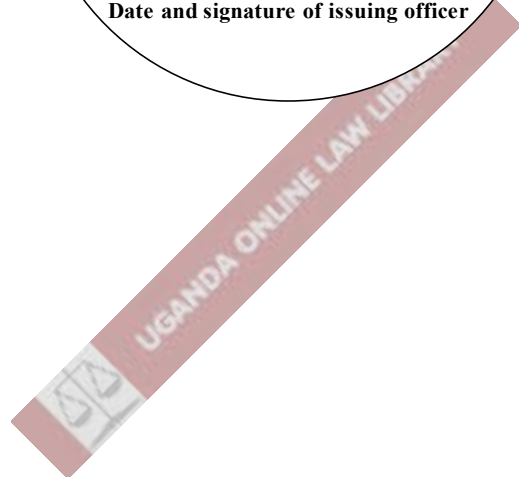 Date and signature of issuing officer
UGANDA ONLINE LAW LIBRARY